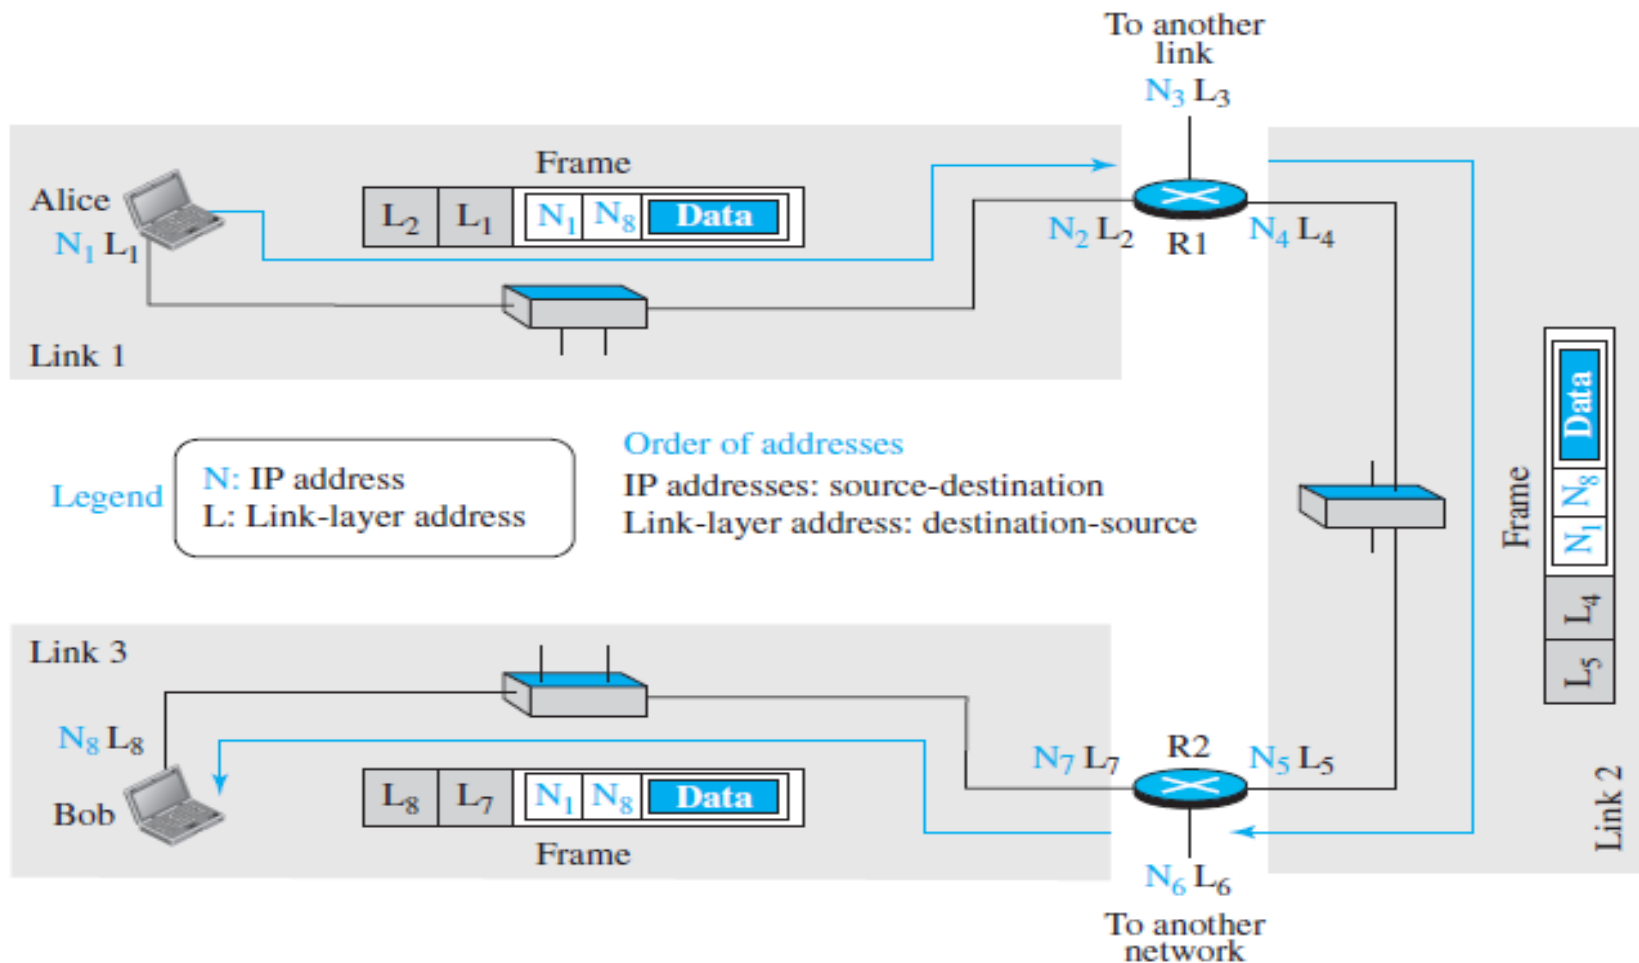 To another
link
N₃ L₃
Frame
Alice
N₁ L₁
L₂ L₁ N₁ N₈ Data
N₂ L₂
R1
N₄ L₄
Link 1
Order of addresses
IP addresses: source-destination
Link-layer address: destination-source
Legend
N: IP address
L: Link-layer address
Frame
L₅ L₄ N₁ N₈ Data
Link 2
Link 3
N₈ L₈
Bob
L₈ L₇ N₁ N₈ Data
Frame
N₇ L₇
R2
N₅ L₅
N₆ L₆
To another
network